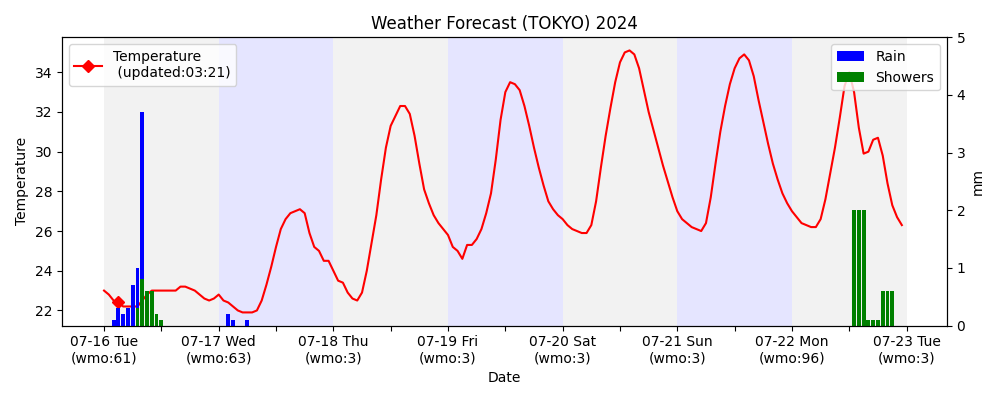 Weather Forecast (TOKYO) 2024
Temperature
(updated:03:21)
Rain
Showers
Temperature
34
32
30
28
26
24
22
5
4
3
2
1
0
mm
07-16 Tue
(wmo:61)
07-17 Wed
(wmo:63)
07-18 Thu
(wmo:3)
07-19 Fri
(wmo:3)
07-20 Sat
(wmo:3)
07-21 Sun
(wmo:3)
07-22 Mon
(wmo:96)
07-23 Tue
(wmo:3)
Date